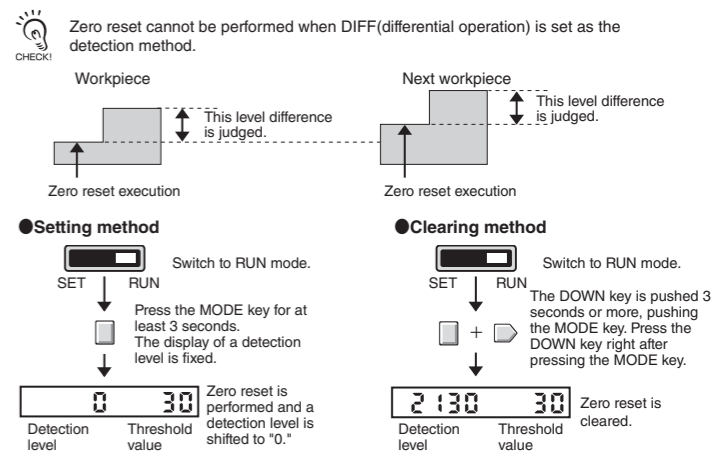 Zero reset cannot be performed when DIFF(differential operation) is set as the
detection method.
CHECK!
Workpiece
This level difference
is judged.
Zero reset execution
Next workpiece
This level difference
is judged.
Zero reset execution
●Setting method
Switch to RUN mode.
SET RUN
Press the MODE key for at
least 3 seconds.
The display of a detection
level is fixed.
0 30
Detection
level
Threshold
value
Zero reset is
performed and a
detection level is
shifted to "0."
●Clearing method
Switch to RUN mode.
SET RUN
The DOWN key is pushed 3
seconds or more, pushing
the MODE key. Press the
DOWN key right after
pressing the MODE key.
+
2130 30
Detection
level
Threshold
value
Zero reset is
cleared.